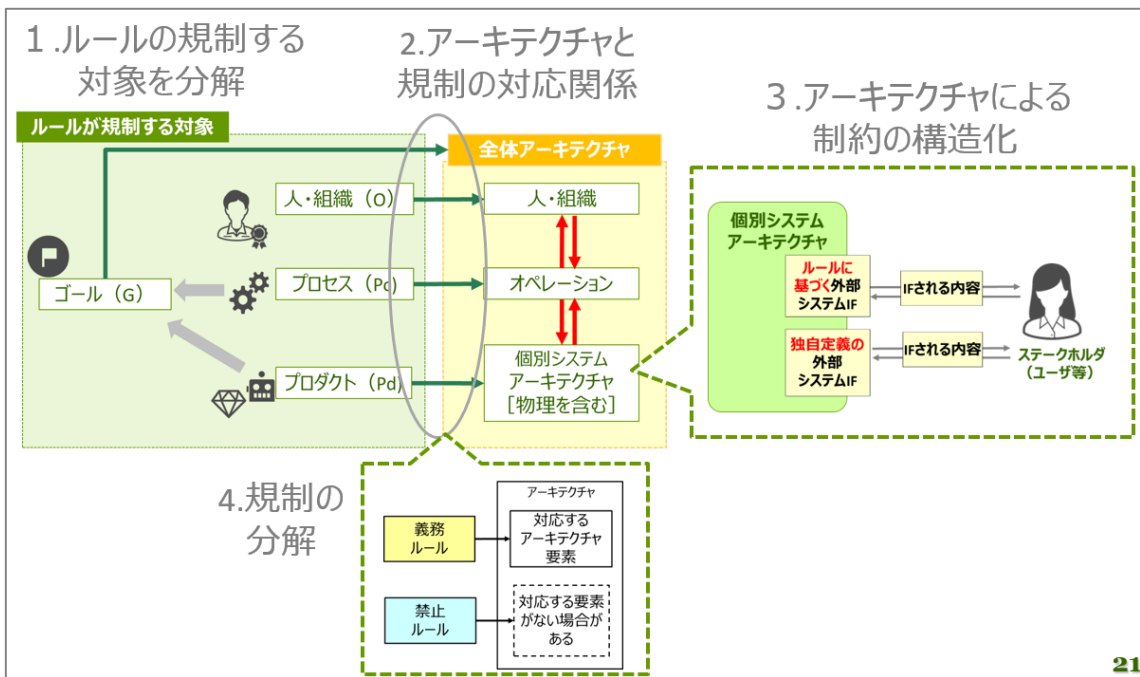 1.ルールの規制する
対象を分解
2.アーキテクチャと
規制の対応関係
3.アーキテクチャによる
制約の構造化
ルールが規制する対象
全体アーキテクチャ
人・組織（O）
人・組織
ゴール（G）
プロセス（Pc）
オペレーション
プロダクト（Pd）
個別システム
アーキテクチャ
［物理を含む］
個別システム
アーキテクチャ
ルールに
基づく外部
システムIF
IFされる内容
独自定義の
外部
システムIF
IFされる内容
ステークホルダ
（ユーザ等）
4.規制の
分解
アーキテクチャ
義務
ルール
対応する
アーキテクチャ
要素
禁止
ルール
対応する要素
がない場合が
ある
21